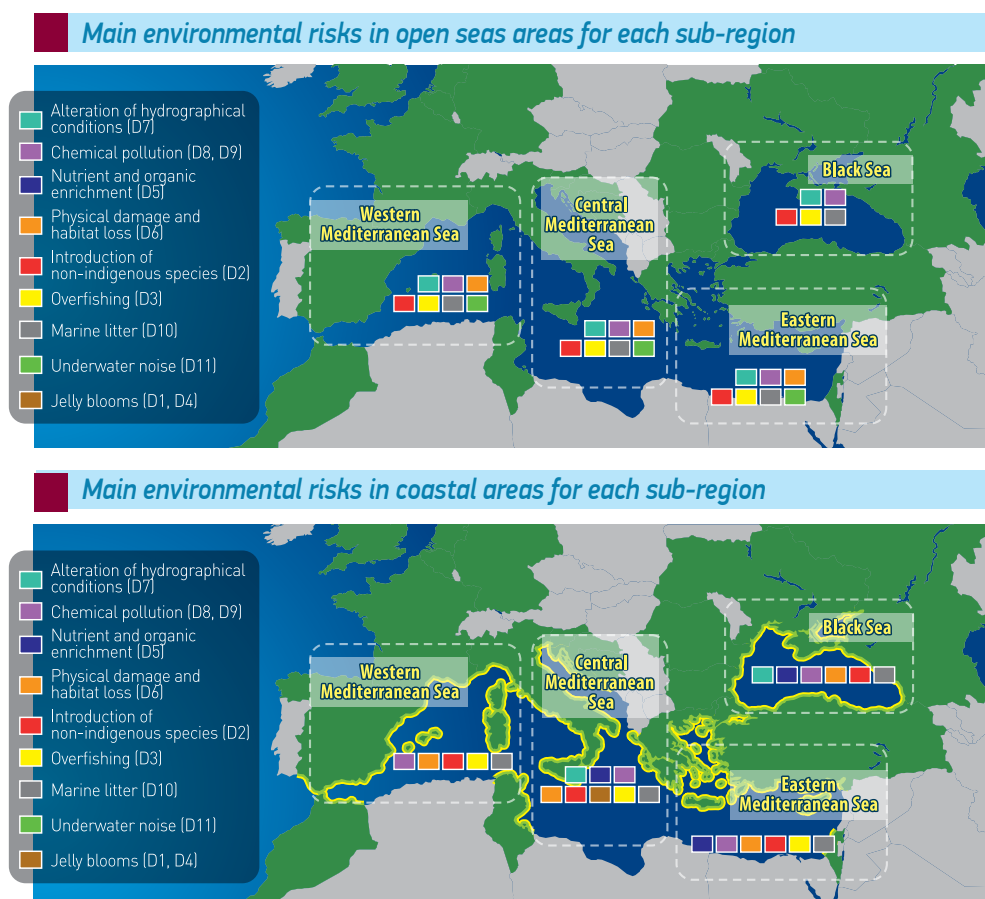 Main environmental risks in open seas areas for each sub-region
Alteration of hydrographical
conditions (D7)
Chemical pollution (D8, D9)
Nutrient and organic
enrichment (D5)
Physical damage and
habitat loss (D6)
Introduction of
non-indigenous species (D2)
Overfishing (D3)
Marine litter (D10)
Underwater noise (D11)
Jelly blooms (D1, D4)
Western
Mediterranean Sea
Central
Mediterranean
Sea
Black Sea
Eastern
Mediterranean Sea
Main environmental risks in coastal areas for each sub-region
Alteration of hydrographical
conditions (D7)
Chemical pollution (D8, D9)
Nutrient and organic
enrichment (D5)
Physical damage and
habitat loss (D6)
Introduction of
non-indigenous species (D2)
Overfishing (D3)
Marine litter (D10)
Underwater noise (D11)
Jelly blooms (D1, D4)
Western
Mediterranean Sea
Central
Mediterranean
Sea
Black Sea
Eastern
Mediterranean Sea